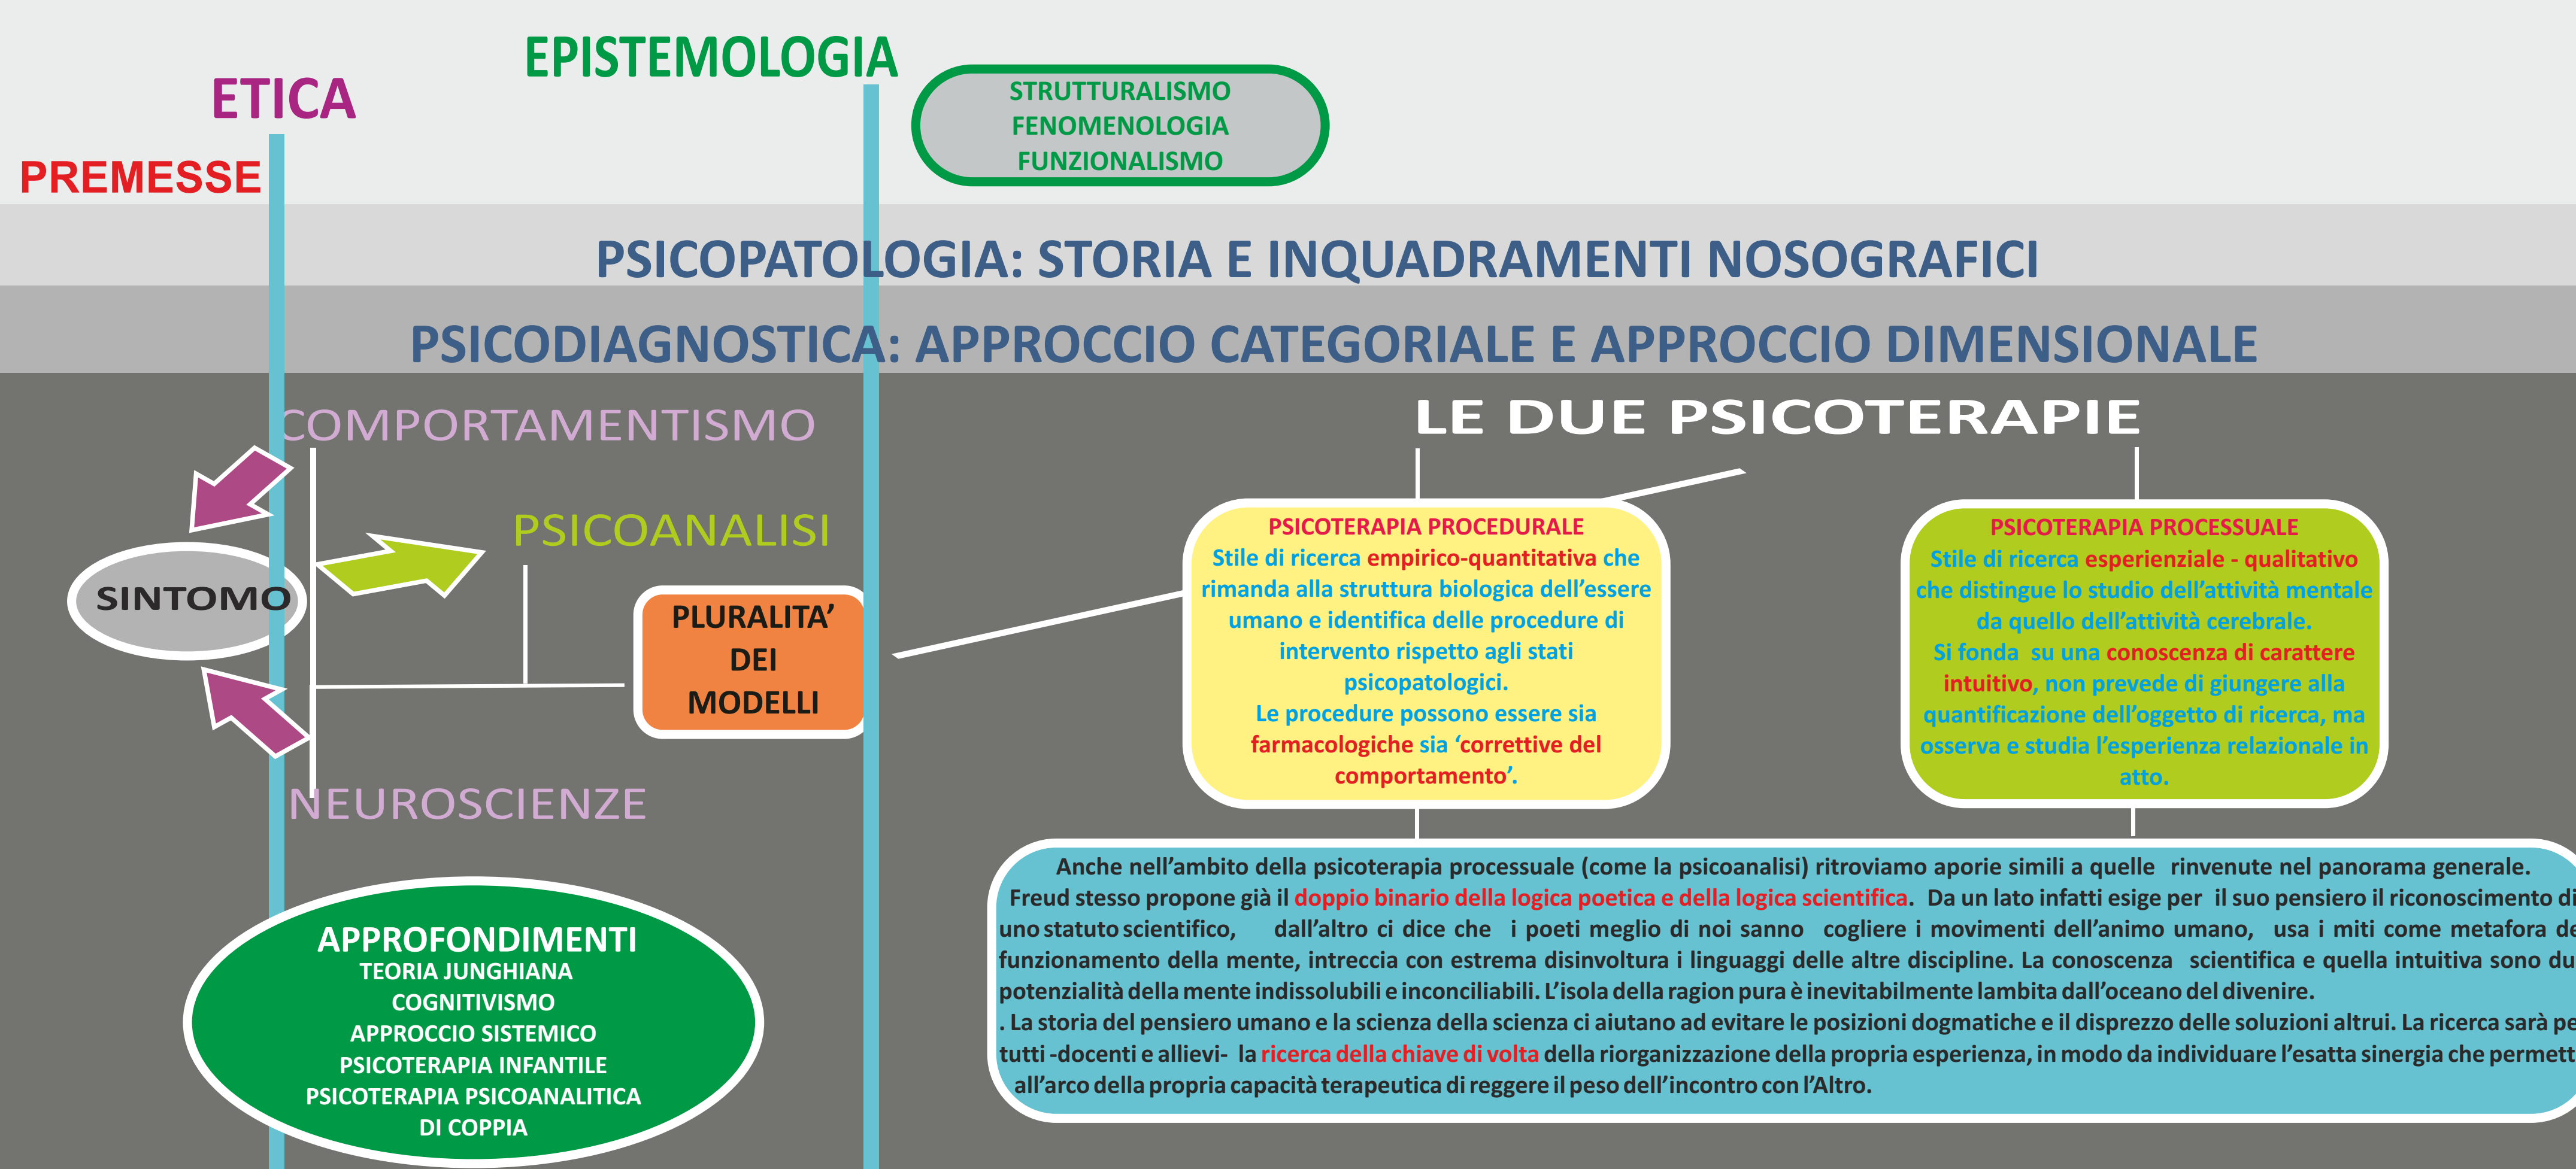 EPISTEMOLOGIA
ETICA
PREMESSE
STRUTTURALISMO
FENOMENOLOGIA
FUNZIONALISMO
PSICOPATOLOGIA: STORIA E INQUADRAMENTI NOSOGRAFICI
PSICODIAGNOSTICA: APPROCCIO CATEGORIALE E APPROCCIO DIMENSIONALE
COMPORTAMENTISMO
PSICOANALISI
SINTOMO
PLURALITA’
DEI
MODELLI
NEUROSCIENZE
APPROFONDIMENTI
TEORIA JUNGHIANA
COGNITIVISMO
APPROCCIO SISTEMICO
PSICOTERAPIA INFANTILE
PSICOTERAPIA PSICOANALITICA
DI COPPIA
LE DUE PSICOTERAPIE
PSICOTERAPIA PROCEDURALE
Stile di ricerca empirico-quantitativa che
rimanda alla struttura biologica dell’essere
umano e identifica delle procedure di
intervento rispetto agli stati
psicopatologici.
Le procedure possono essere sia
farmacologiche sia ‘correttive del
comportamento’.
PSICOTERAPIA PROCESSUALE
Stile di ricerca esperienziale - qualitativo
che distingue lo studio dell’attività mentale
da quello dell’attività cerebrale.
Si fonda su una conoscenza di carattere
intuitivo, non prevede di giungere alla
quantificazione dell’oggetto di ricerca, ma
osserva e studia l’esperienza relazionale in
atto.
Anche nell’ambito della psicoterapia processuale (come la psicoanalisi) ritroviamo aporie simili a quelle rinvenute nel panorama generale.
Freud stesso propone già il doppio binario della logica poetica e della logica scientifica. Da un lato infatti esige per il suo pensiero il riconoscimento di
uno statuto scientifico, dall’altro ci dice che i poeti meglio di noi sanno cogliere i movimenti dell’animo umano, usa i miti come metafora de
funzionamento della mente, intreccia con estrema disinvoltura i linguaggi delle altre discipline. La conoscenza scientifica e quella intuitiva sono du
potenzialità della mente indissolubili e inconciliabili. L’isola della ragion pura è inevitabilmente lambita dall’oceano del divenire.
. La storia del pensiero umano e la scienza della scienza ci aiutano ad evitare le posizioni dogmatiche e il disprezzo delle soluzioni altrui. La ricerca sarà pe
tutti -docenti e allievi- la ricerca della chiave di volta della riorganizzazione della propria esperienza, in modo da individuare l’esatta sinergia che permett
all’arco della propria capacità terapeutica di reggere il peso dell’incontro con l’Altro.